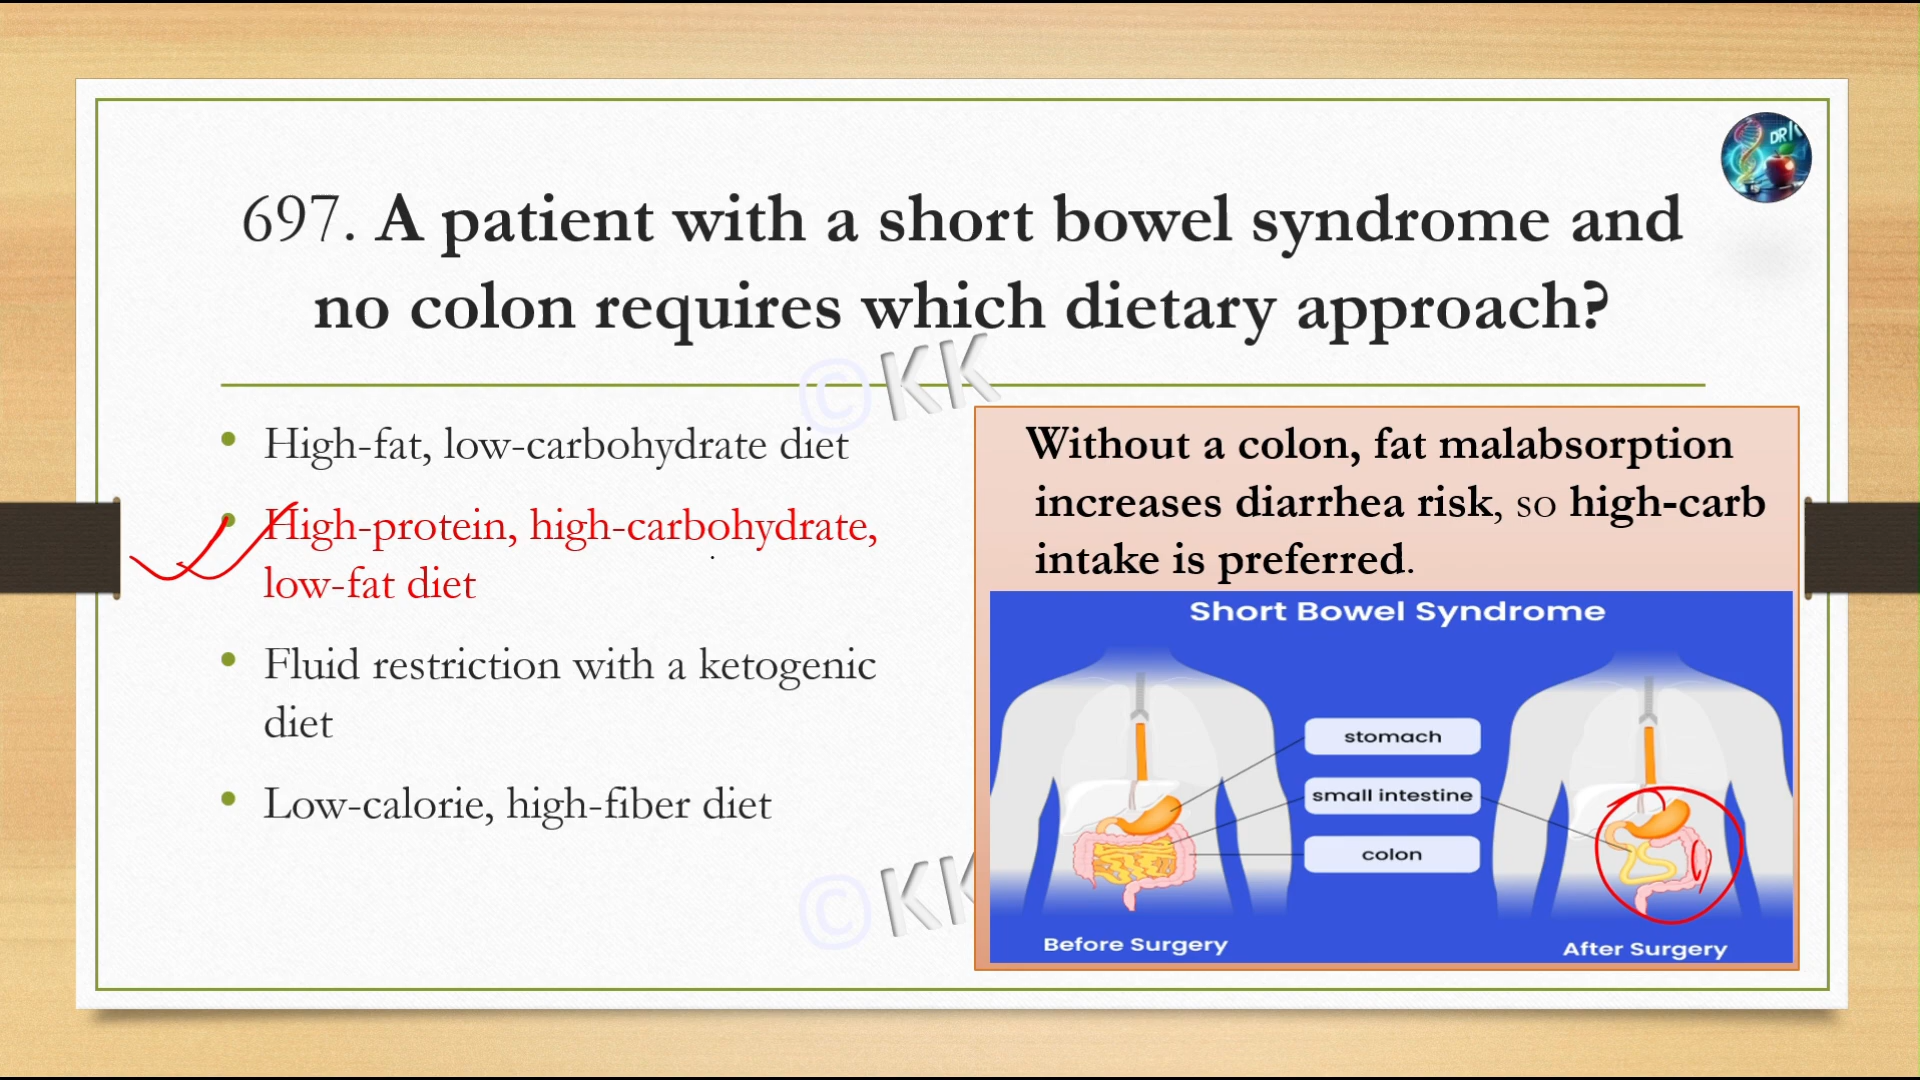 DR
697. A patient with a short bowel syndrome and
no colon requires which dietary approach?
©KK
High-fat, low-carbohydrate diet
High-protein, high-carbohydrate,
low-fat diet
Fluid restriction with a ketogenic
diet
Low-calorie, high-fiber diet
©KK
Without a colon, fat malabsorption
increases diarrhea risk, so high-carb
intake is preferred.
Short Bowel Syndrome
stomach
small intestine
colon
Before Surgery
After Surgery